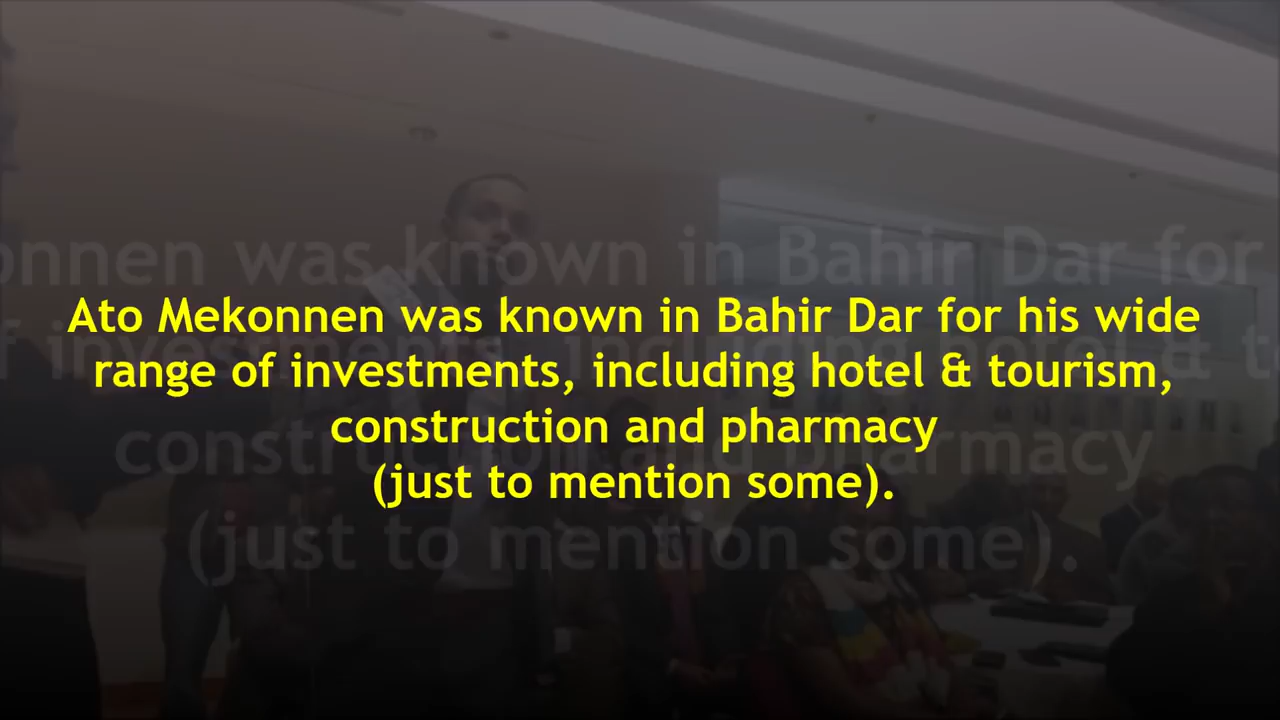 Ato Mekonnen was known in Bahir Dar for his wide
range of investments, including hotel & tourism,
construction and pharmacy
(just to mention some).